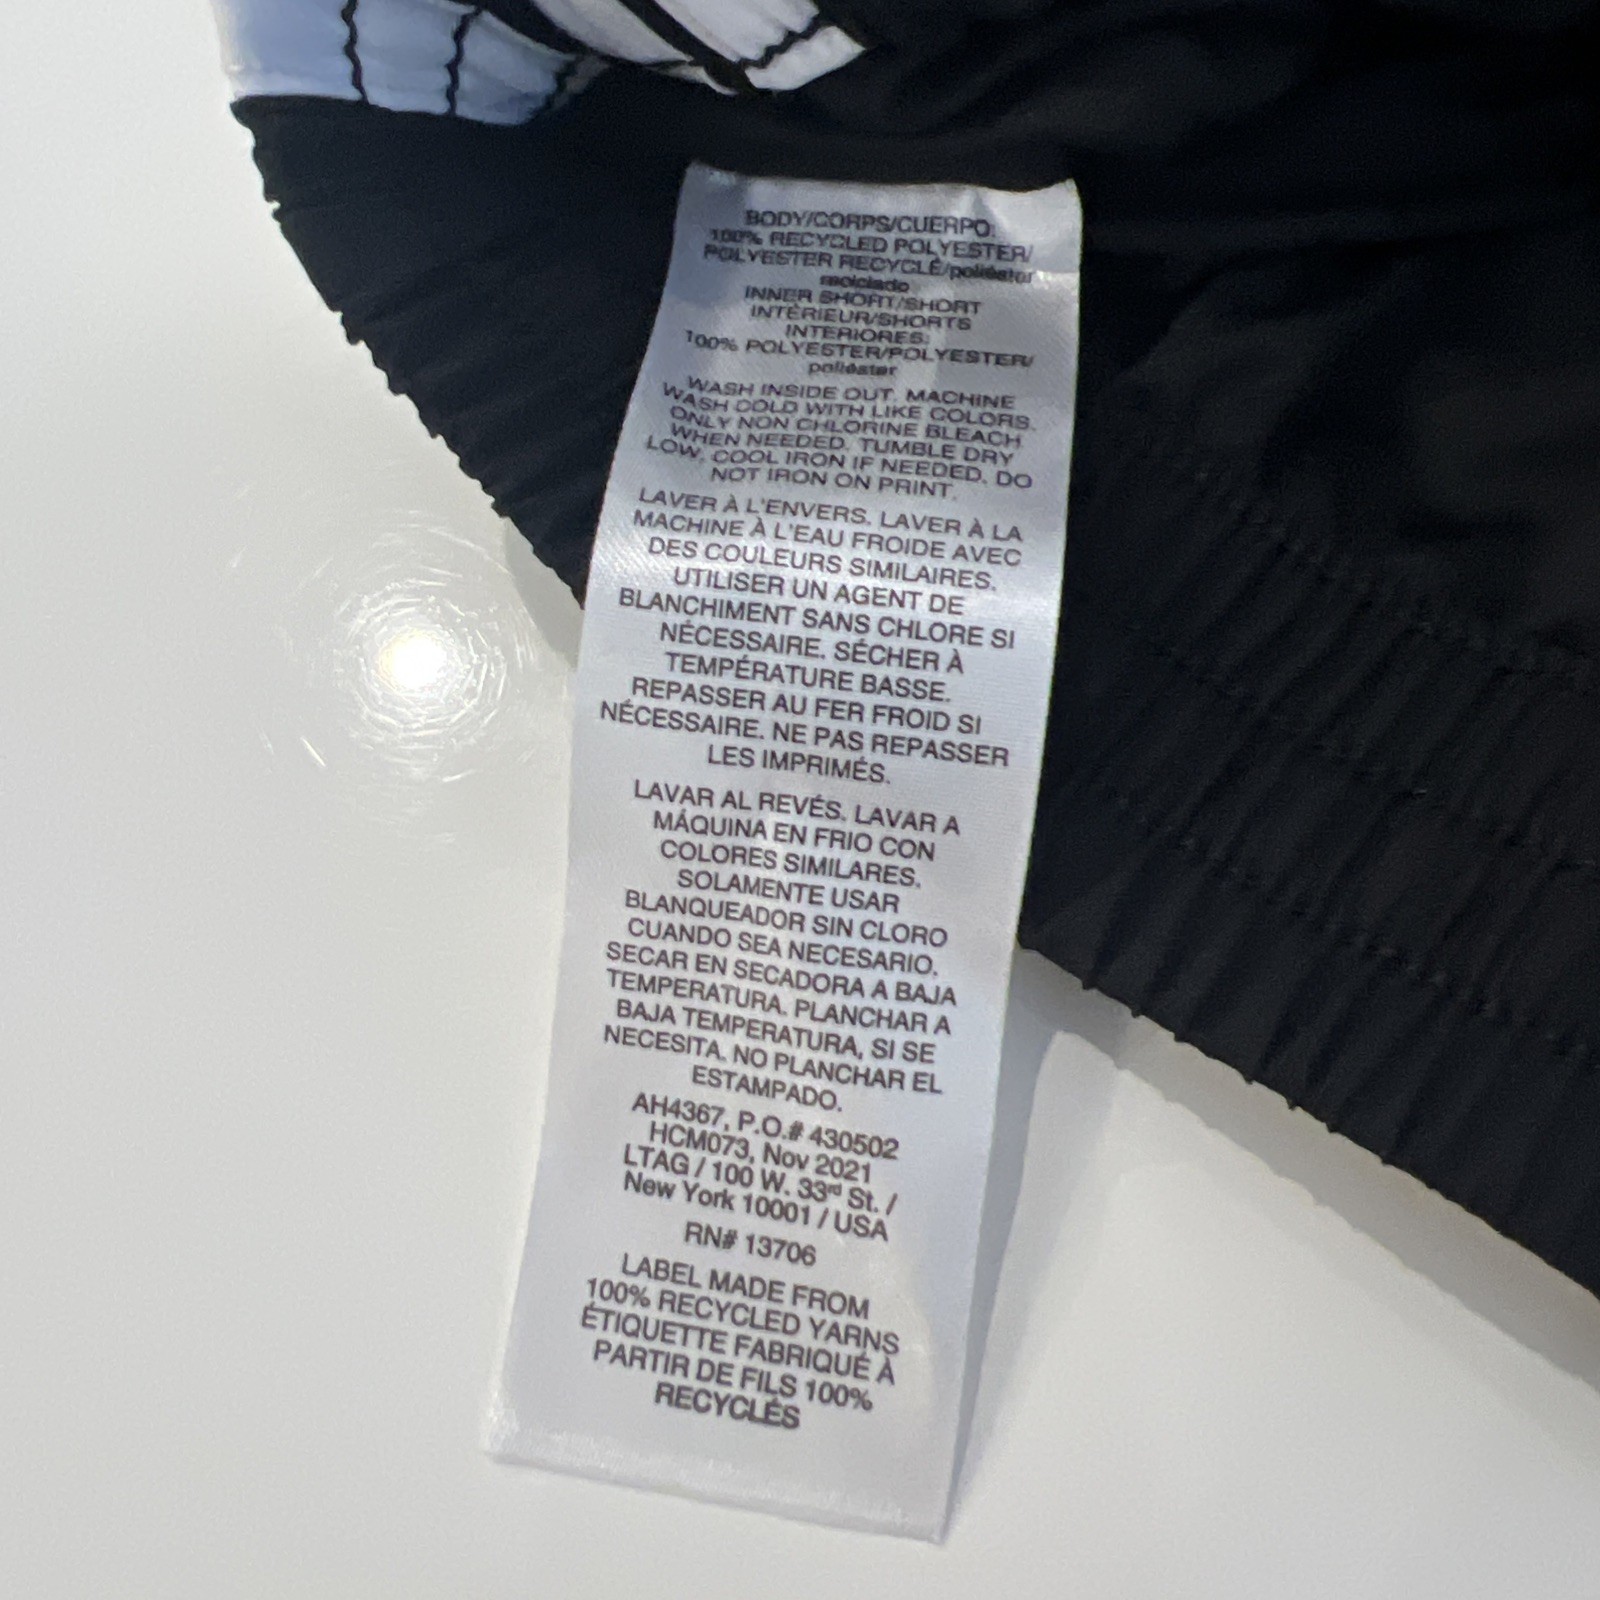 BODY/CORPS/CUERPO:
100% RECYCLED POLYESTER/
POLYESTER RECYCLÉ/poliéster
reciclado
INNER SHORT/SHORT
INTÉRIEUR/SHORTS
INTERIORES:
100% POLYESTER/POLYESTER/
poliéster
WASH INSIDE OUT. MACHINE
WASH COLD WITH LIKE COLORS.
ONLY NON CHLORINE BLEACH
WHEN NEEDED. TUMBLE DRY
LOW. COOL IRON IF NEEDED. DO
NOT IRON ON PRINT.
LAVER À L'ENVERS. LAVER À LA
MACHINE À L'EAU FROIDE AVEC
DES COULEURS SIMILAIRES.
UTILISER UN AGENT DE
BLANCHIMENT SANS CHLORE SI
NÉCESSAIRE. SÉCHER À
TEMPÉRATURE BASSE.
REPASSER AU FER FROID SI
NÉCESSAIRE. NE PAS REPASSER
LES IMPRIMÉS.
LAVAR AL REVÉS. LAVAR A
MÁQUINA EN FRIO CON
COLORES SIMILARES.
SOLAMENTE USAR
BLANQUEADOR SIN CLORO
CUANDO SEA NECESARIO.
SECAR EN SECADORA A BAJA
TEMPERATURA. PLANCHAR A
BAJA TEMPERATURA, SI SE
NECESITA. NO PLANCHAR EL
ESTAMPADO.
AH4367, P.O.# 430502
HCM073, Nov 2021
LTAG / 100 W. 33rd St. /
New York 10001 / USA
RN# 13706
LABEL MADE FROM
100% RECYCLED YARNS
ÉTIQUETTE FABRIQUÉ À
PARTIR DE FILS 100%
RECYCLÉS